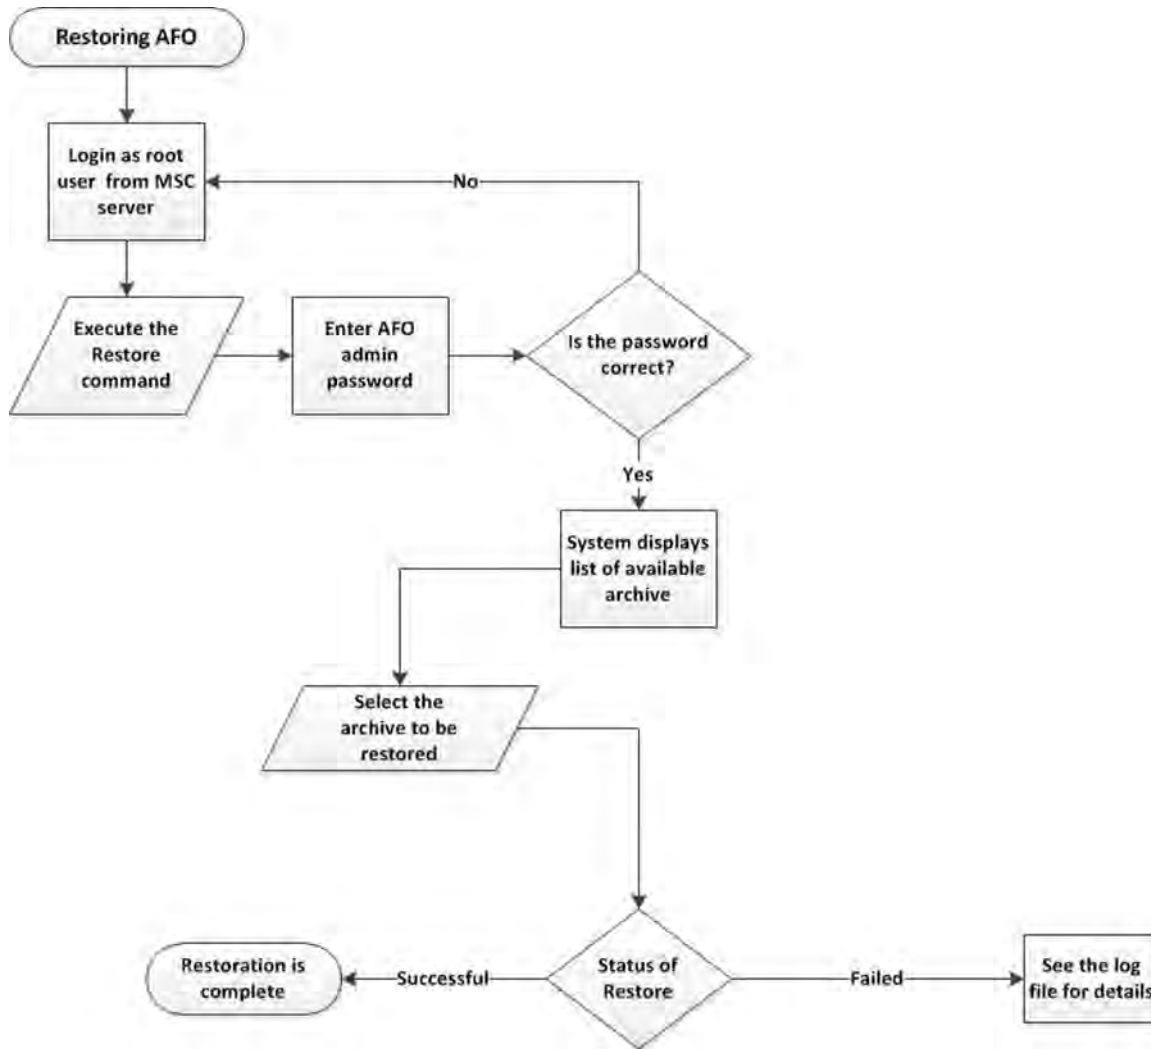 Restoring AFO
Login as root
user from MSC
server
No
Execute the
Restore
command
Enter AFO
admin
password
Is the password
correct?
Yes
System displays
list of available
archive
Select the
archive to be
restored
Restoration is
complete
Successful
Status of
Restore
Failed
See the log
file for details